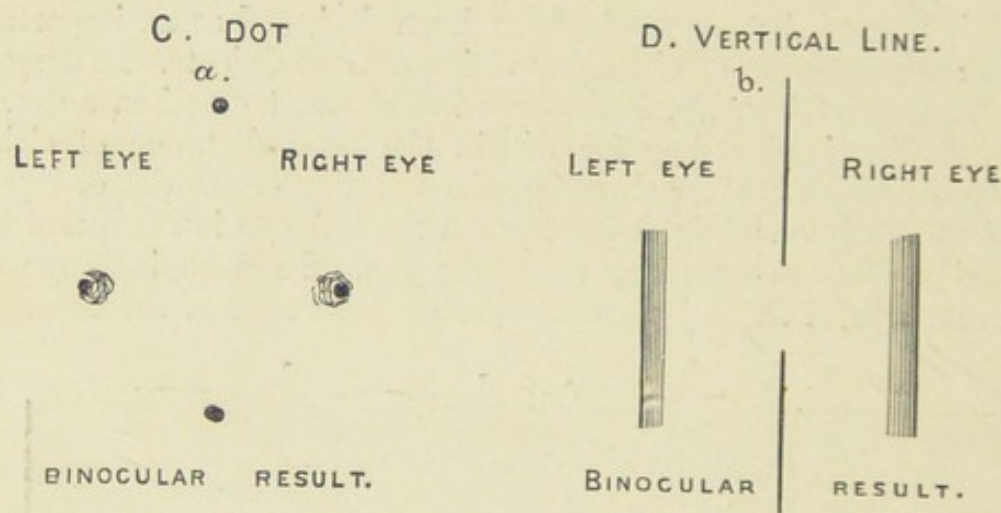 C. DOT
a.
LEFT EYE RIGHT EYE
BINOCULAR RESULT.
D. VERTICAL LINE.
b.
LEFT EYE RIGHT EYE
BINOCULAR RESULT.